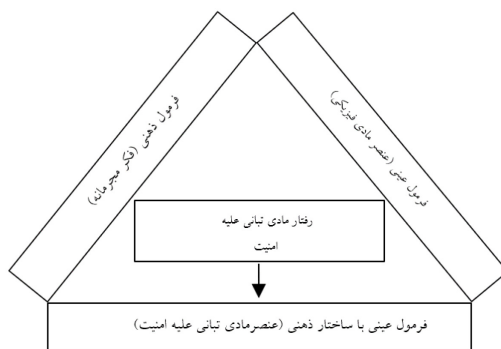 فرمول ذهنی (فکر مجرمانه)
فرمول عینی (عنصر مادی فیزیکی)
رفتار مادی تبانی علیه
امنیت
فرمول عینی با ساختار ذهنی (عنصرمادی تبانی علیه امنیت)